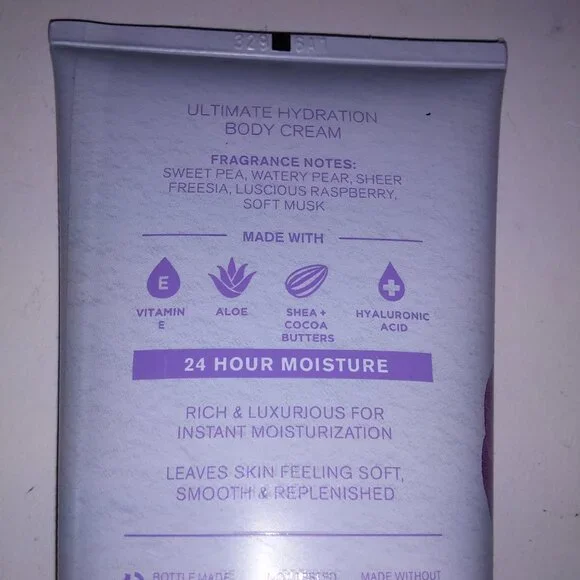 ULTIMATE HYDRATION
BODY CREAM
FRAGRANCE NOTES:
SWEET PEA, WATERY PEAR, SHEER
FREESIA, LUSCIOUS RASPBERRY,
SOFT MUSK
MADE WITH
E
VITAMIN
E
ALOE
SHEA +
COCOA
BUTTERS
HYALURONIC
ACID
24 HOUR MOISTURE
RICH & LUXURIOUS FOR
INSTANT MOISTURIZATION
LEAVES SKIN FEELING SOFT,
SMOOTH & REPLENISHED
BOTTLE MADE
MADE WITHOUT